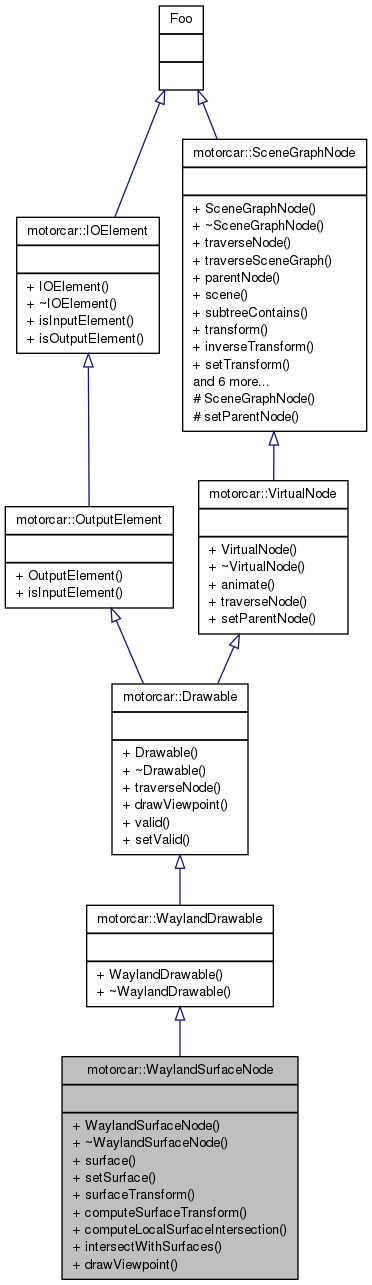 Foo
motorcar::SceneGraphNode
+ SceneGraphNode()
+ ~SceneGraphNode()
+ traverseNode()
+ traverseSceneGraph()
+ parentNode()
+ scene()
+ subtreeContains()
+ transform()
+ inverseTransform()
+ setTransform()
and 6 more...
# SceneGraphNode()
# setParentNode()
motorcar::IOElement
+ IOElement()
+ ~IOElement()
+ isInputElement()
+ isOutputElement()
motorcar::VirtualNode
+ VirtualNode()
+ ~VirtualNode()
+ animate()
+ traverseNode()
+ setParentNode()
motorcar::OutputElement
+ OutputElement()
+ isInputElement()
motorcar::Drawable
+ Drawable()
+ ~Drawable()
+ traverseNode()
+ drawViewpoint()
+ valid()
+ setValid()
motorcar::WaylandDrawable
+ WaylandDrawable()
+ ~WaylandDrawable()
motorcar::WaylandSurfaceNode
+ WaylandSurfaceNode()
+ ~WaylandSurfaceNode()
+ surface()
+ setSurface()
+ surfaceTransform()
+ computeSurfaceTransform()
+ computeLocalSurfaceIntersection()
+ intersectWithSurfaces()
+ drawViewpoint()